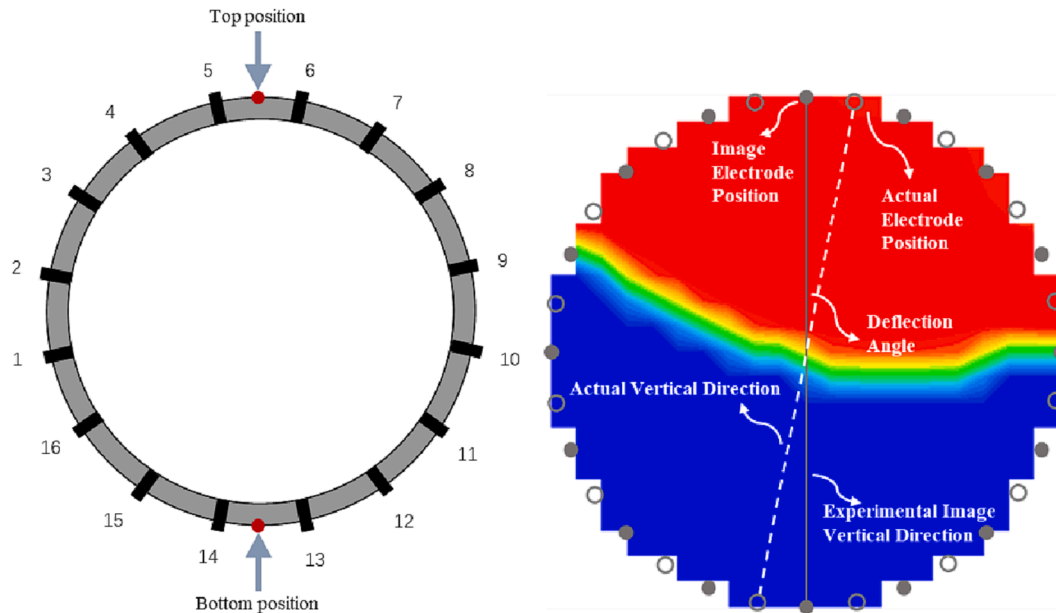 Top position
5
6
4
7
3
8
2
9
1
10
16
11
15
12
14
13
Bottom position
Image
Electrode
Position
Actual
Electrode
Position
Deflection
Angle
Actual Vertical Direction
Experimental Image
Vertical Direction